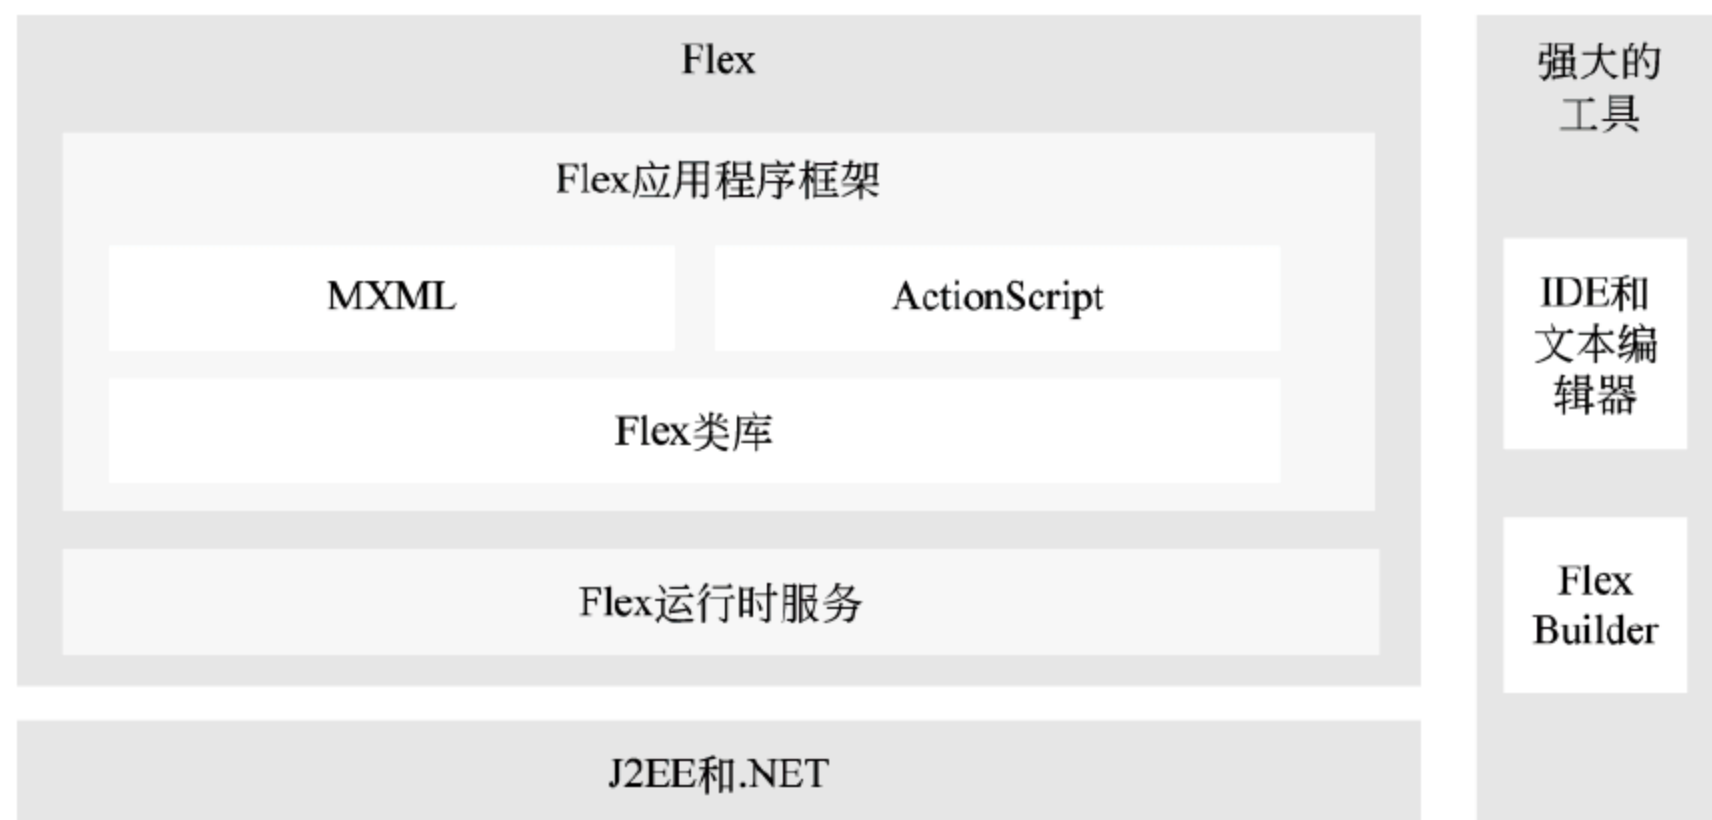 Flex
Flex应用程序框架
MXML
ActionScript
Flex类库
Flex运行时服务
J2EE和.NET
强大的
工具
IDE和
文本编
辑器
Flex
Builder